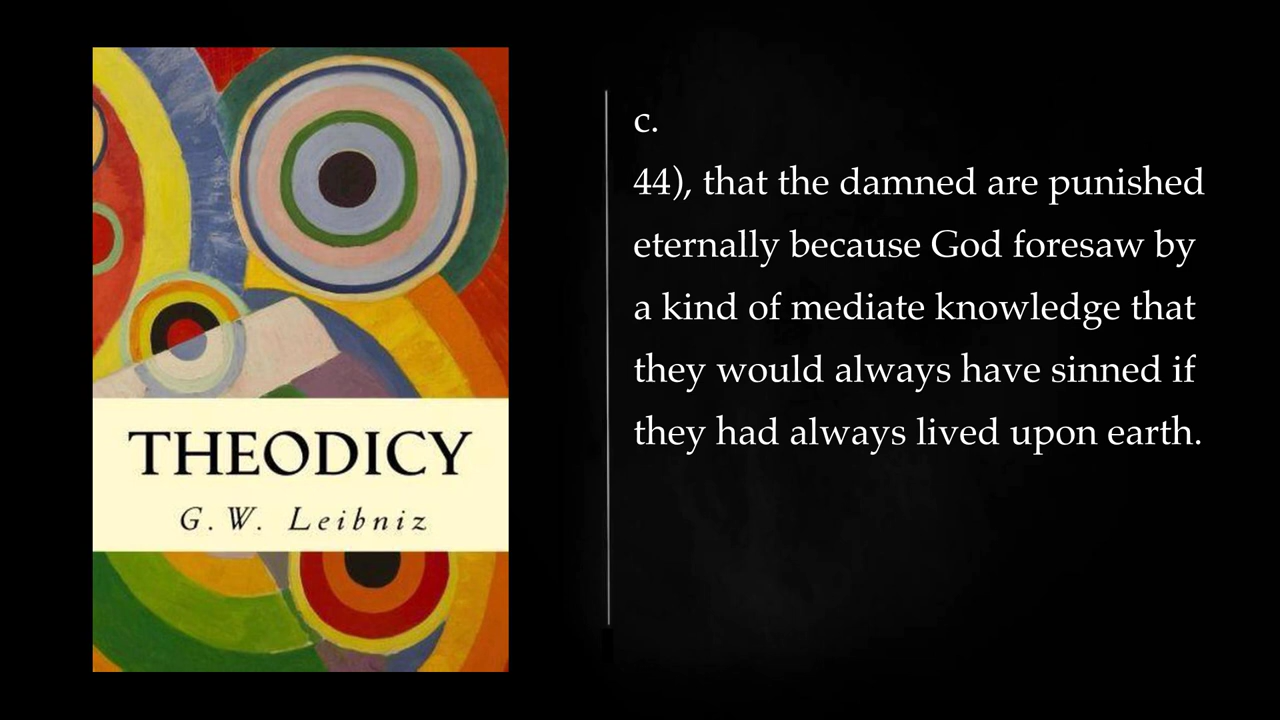 THEODICY
G. W. Leibniz
c.
44), that the damned are punished
eternally because God foresaw by
a kind of mediate knowledge that
they would always have sinned if
they had always lived upon earth.